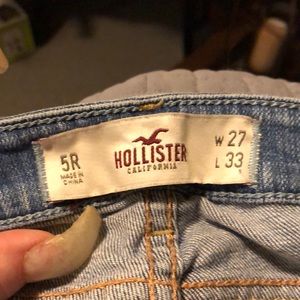 5R
MADE IN
CHINA
HOLLISTER
CALIFORNIA
W 27
L 33